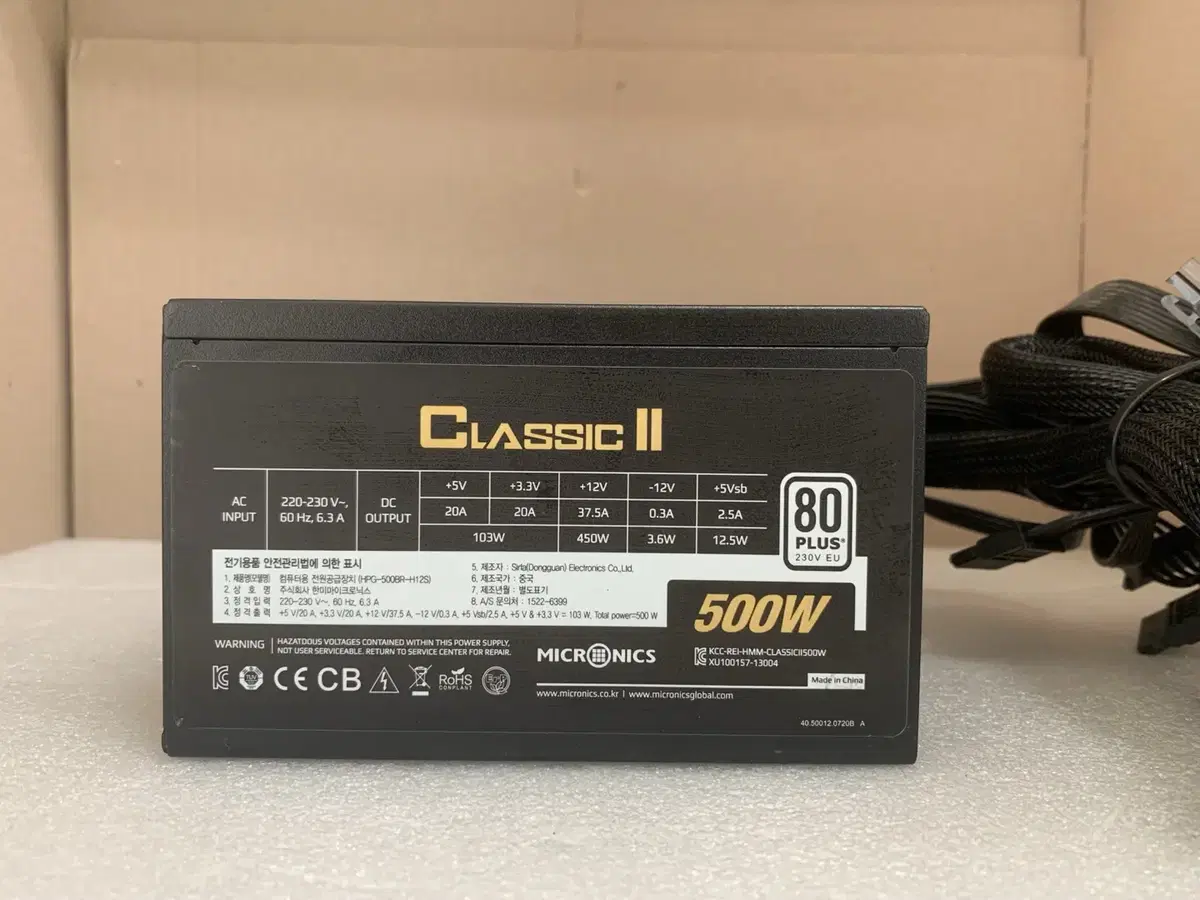 CLASSIC II
AC INPUT
220-230 V~, 60 Hz, 6.3 A
DC OUTPUT
+5V +3.3V +12V -12V +5Vsb
20A 20A 37.5A 0.3A 2.5A
103W 450W 3.6W 12.5W
80
PLUS®
230V EU
전기용품 안전관리법에 의한 표시
1. 제품명(모델명) 컴퓨터용 전원공급장치 (HPG-500BR-H12S)
2. 상 호 명 주식회사 한미마이크로닉스
3. 정격 입력 220-230 V~, 60 Hz, 6.3 A
4. 정격 출력 +5 V/20 A, +3.3 V/20 A, +12 V/37.5 A, -12 V/0.3 A, +5 Vsb/2.5 A, +5 V & +3.3 V = 103 W, Total power=500 W
5. 제조자 : Sirfa(Dongguan) Electronics Co.,Ltd.
6. 제조국가 : 중국
7. 제조년월 : 별도표기
8. A/S 문의처 : 1522-6399
500W
WARNING
HAZATDOUS VOLTAGES CONTAINED WITHIN THIS POWER SUPPLY,
NOT USER SERVICEABLE. RETURN TO SERVICE CENTER FOR REPAIR.
MICRONICS
KCC-REI-HMM-CLASSICII500W
XU100157-13004
CE CB
RoHS
COMPLIANT
Made in China
www.micronics.co.kr | www.micronicsglobal.com
40.50012.0720B A